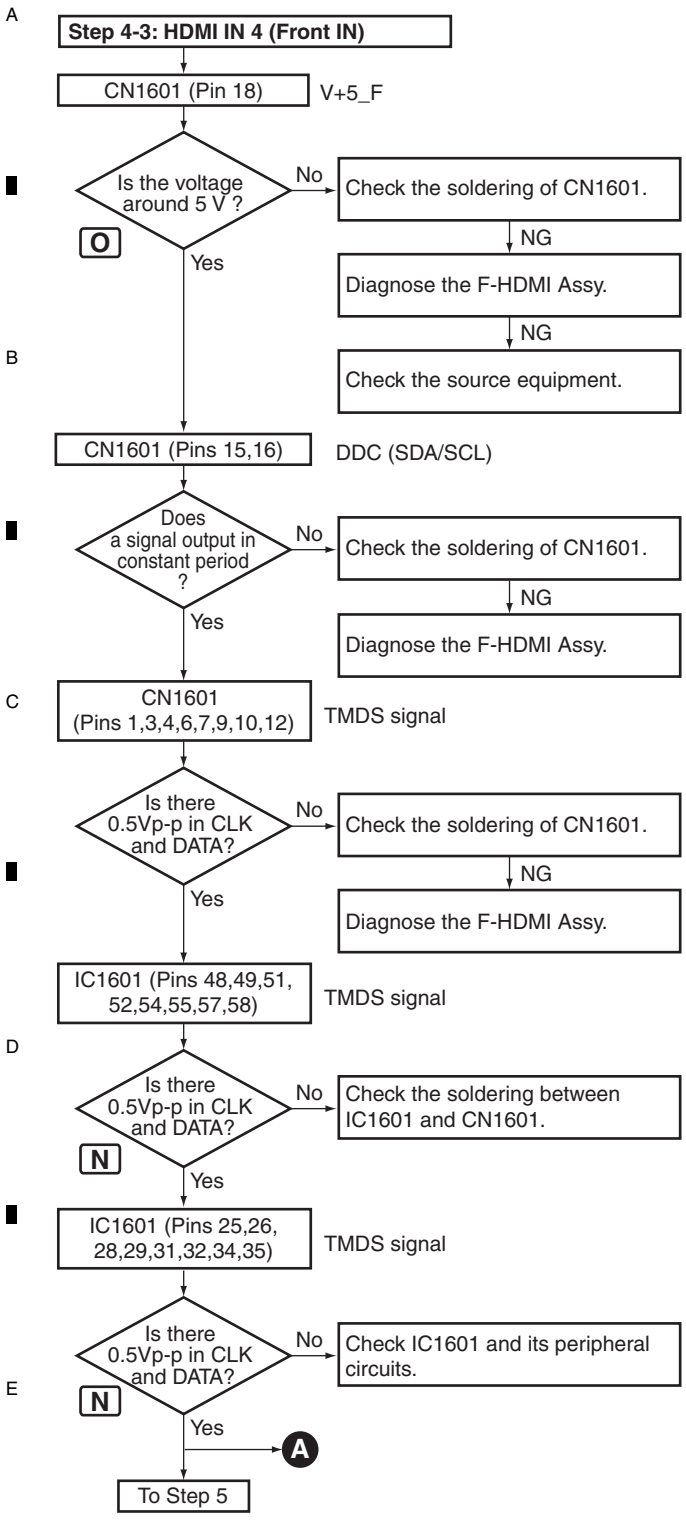 A
Step 4-3: HDMI IN 4 (Front IN)
CN1601 (Pin 18)
V+5_F
Is the voltage
around 5 V ?
No
Check the soldering of CN1601.
O
Yes
NG
Diagnose the F-HDMI Assy.
NG
B
Check the source equipment.
CN1601 (Pins 15,16)
DDC (SDA/SCL)
Does
a signal output in
constant period
?
No
Check the soldering of CN1601.
Yes
NG
Diagnose the F-HDMI Assy.
C
CN1601
(Pins 1,3,4,6,7,9,10,12)
TMDS signal
Is there
0.5Vp-p in CLK
and DATA?
No
Check the soldering of CN1601.
Yes
NG
Diagnose the F-HDMI Assy.
IC1601 (Pins 48,49,51,
52,54,55,57,58)
TMDS signal
D
Is there
0.5Vp-p in CLK
and DATA?
No
Check the soldering between
IC1601 and CN1601.
N
Yes
IC1601 (Pins 25,26,
28,29,31,32,34,35)
TMDS signal
Is there
0.5Vp-p in CLK
and DATA?
No
Check IC1601 and its peripheral
circuits.
E
N
Yes
A
To Step 5